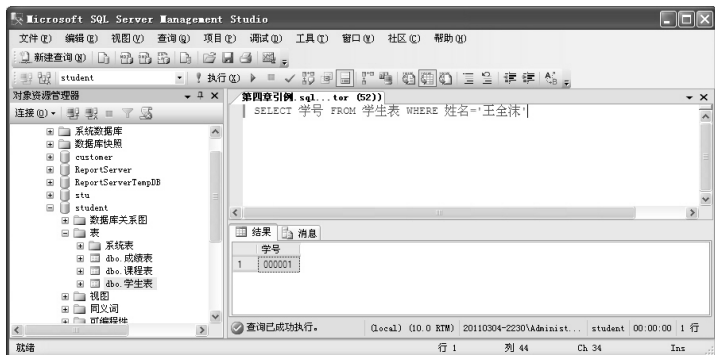 Microsoft SQL Server Management Studio
文件(F) 编辑(E) 视图(V) 查询(Q) 项目(P) 调试(D) 工具(T) 窗口(W) 社区(C) 帮助(H)
新建查询(N)
student 执行(X)
对象资源管理器
连接(O)
系统数据库
数据库快照
customer
ReportServer
ReportServerTempDB
stu
student
数据库关系图
表
系统表
dbo.成绩表
dbo.课程表
dbo.学生表
视图
同义词
可编程性
第四章引例.sql...tor (52))
SELECT 学号 FROM 学生表 WHERE 姓名='王全沫'
结果 消息
学号
1 000001
查询已成功执行。 (local) (10.0 RTM) 20110304-2230\Administ... student 00:00:00 1 行
就绪 行 1 列 44 Ch 34 Ins